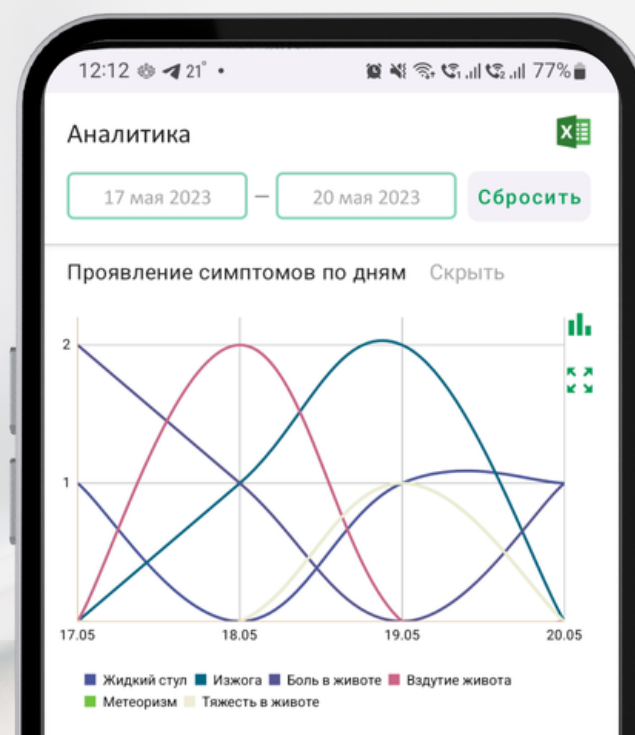 12:12 21° • 77%
Аналитика
X
17 мая 2023 – 20 мая 2023 Сбросить
Проявление симптомов по дням Скрыть
2
1
17.05 18.05 19.05 20.05
Жидкий стул Изжога Боль в животе Вздутие живота
Метеоризм Тяжесть в животе